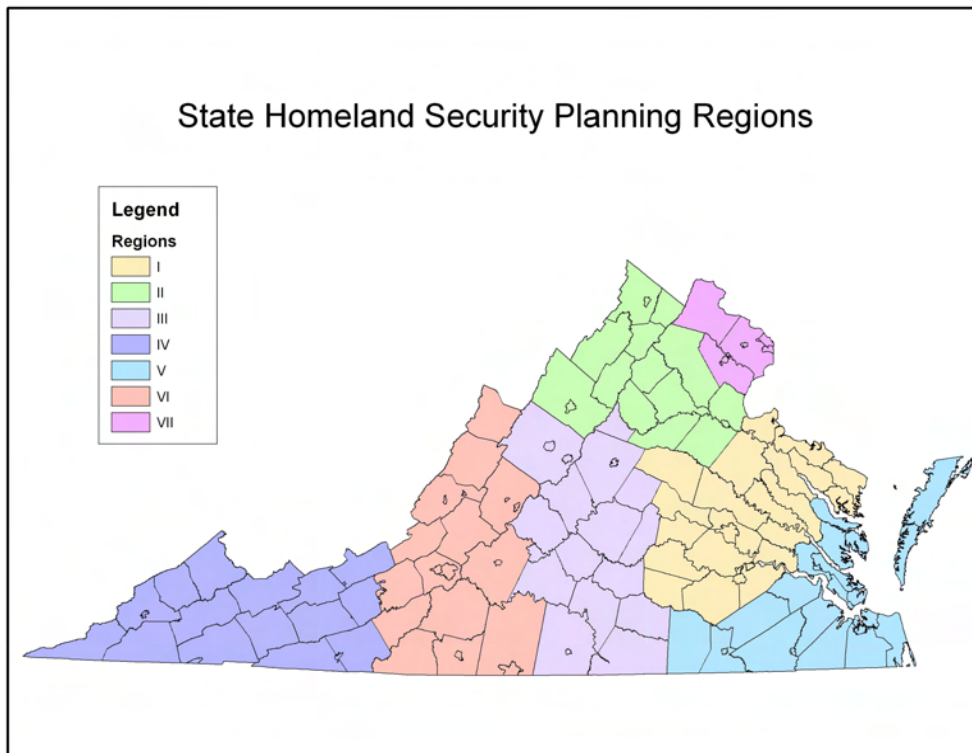 State Homeland Security Planning Regions
Legend
Regions
I
II
III
IV
V
VI
VII